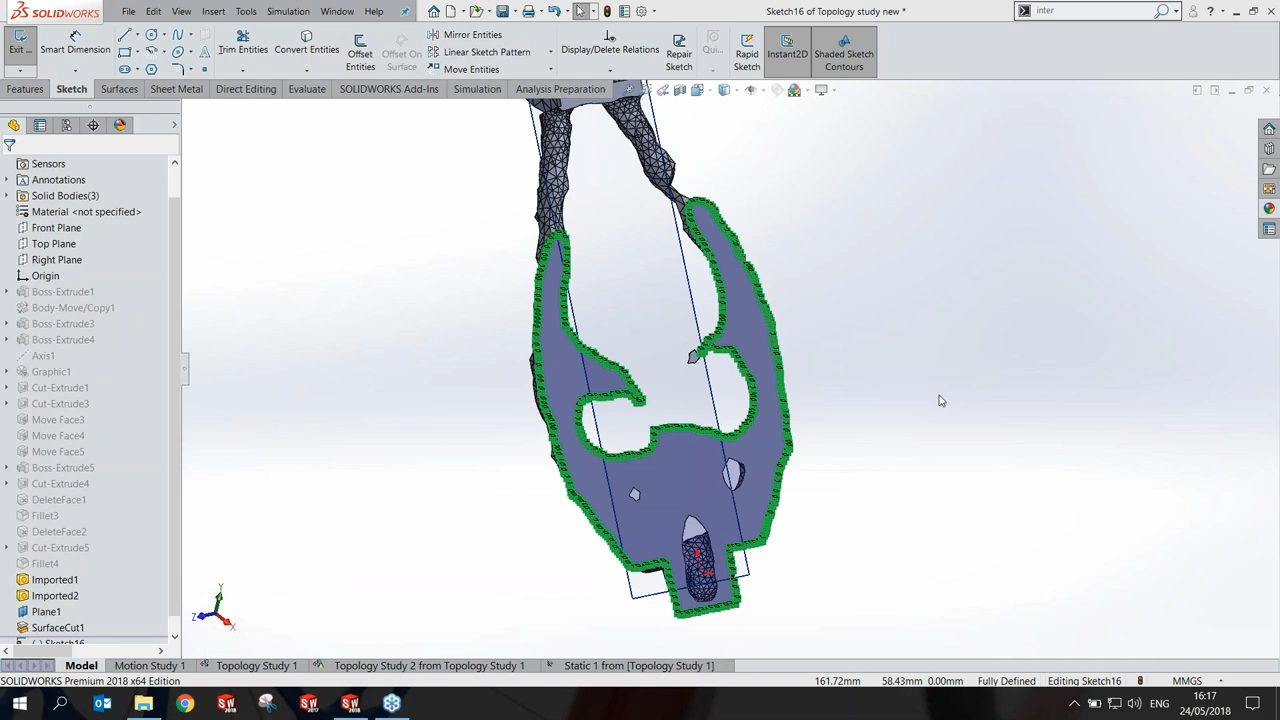 SOLIDWORKS File Edit View Insert Tools Simulation Window Help Sketch16 of Topology study new * inter
Exit ... Smart Dimension Trim Entities Convert Entities Offset Entities Offset On Surface Mirror Entities Linear Sketch Pattern Move Entities Display/Delete Relations Repair Sketch Qui... Rapid Sketch Instant2D Shaded Sketch Contours
Features Sketch Surfaces Sheet Metal Direct Editing Evaluate SOLIDWORKS Add-Ins Simulation Analysis Preparation
Sensors
Annotations
Solid Bodies(3)
Material <not specified>
Front Plane
Top Plane
Right Plane
Origin
Boss-Extrude1
Body-Move/Copy1
Boss-Extrude3
Boss-Extrude4
Axis1
Graphic1
Cut-Extrude1
Cut-Extrude3
Move Face3
Move Face4
Move Face5
Boss-Extrude5
Cut-Extrude4
DeleteFace1
Fillet3
DeleteFace2
Cut-Extrude5
Fillet4
Imported1
Imported2
Plane1
SurfaceCut1
(-) Sketch16
Y
Z
X
Model Motion Study 1 Topology Study 1 Topology Study 2 from Topology Study 1 Static 1 from [Topology Study 1]
SOLIDWORKS Premium 2018 x64 Edition 161.72mm 58.43mm 0.00mm Fully Defined Editing Sketch16 MMGS
ENG 16:17
24/05/2018